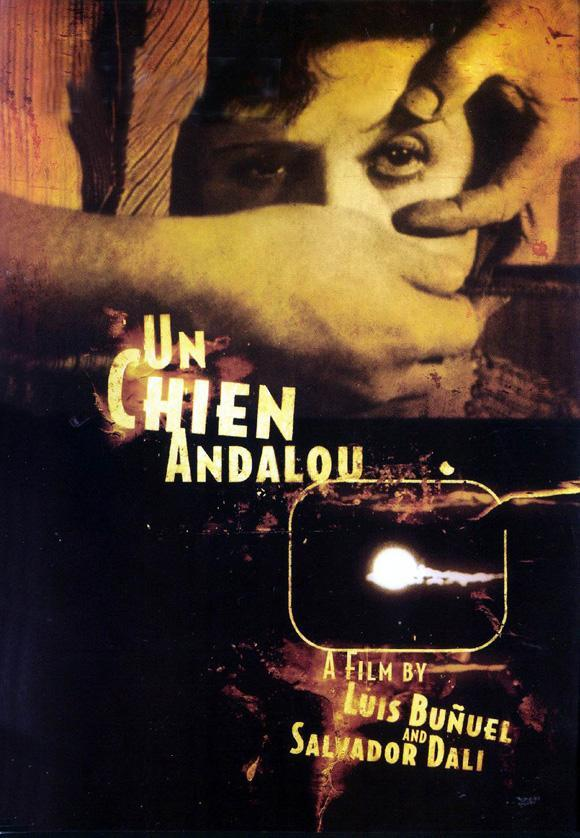 UN
CHIEN
ANDALOU
A FILM BY
LUIS BUÑUEL
AND
SALVADOR DALI